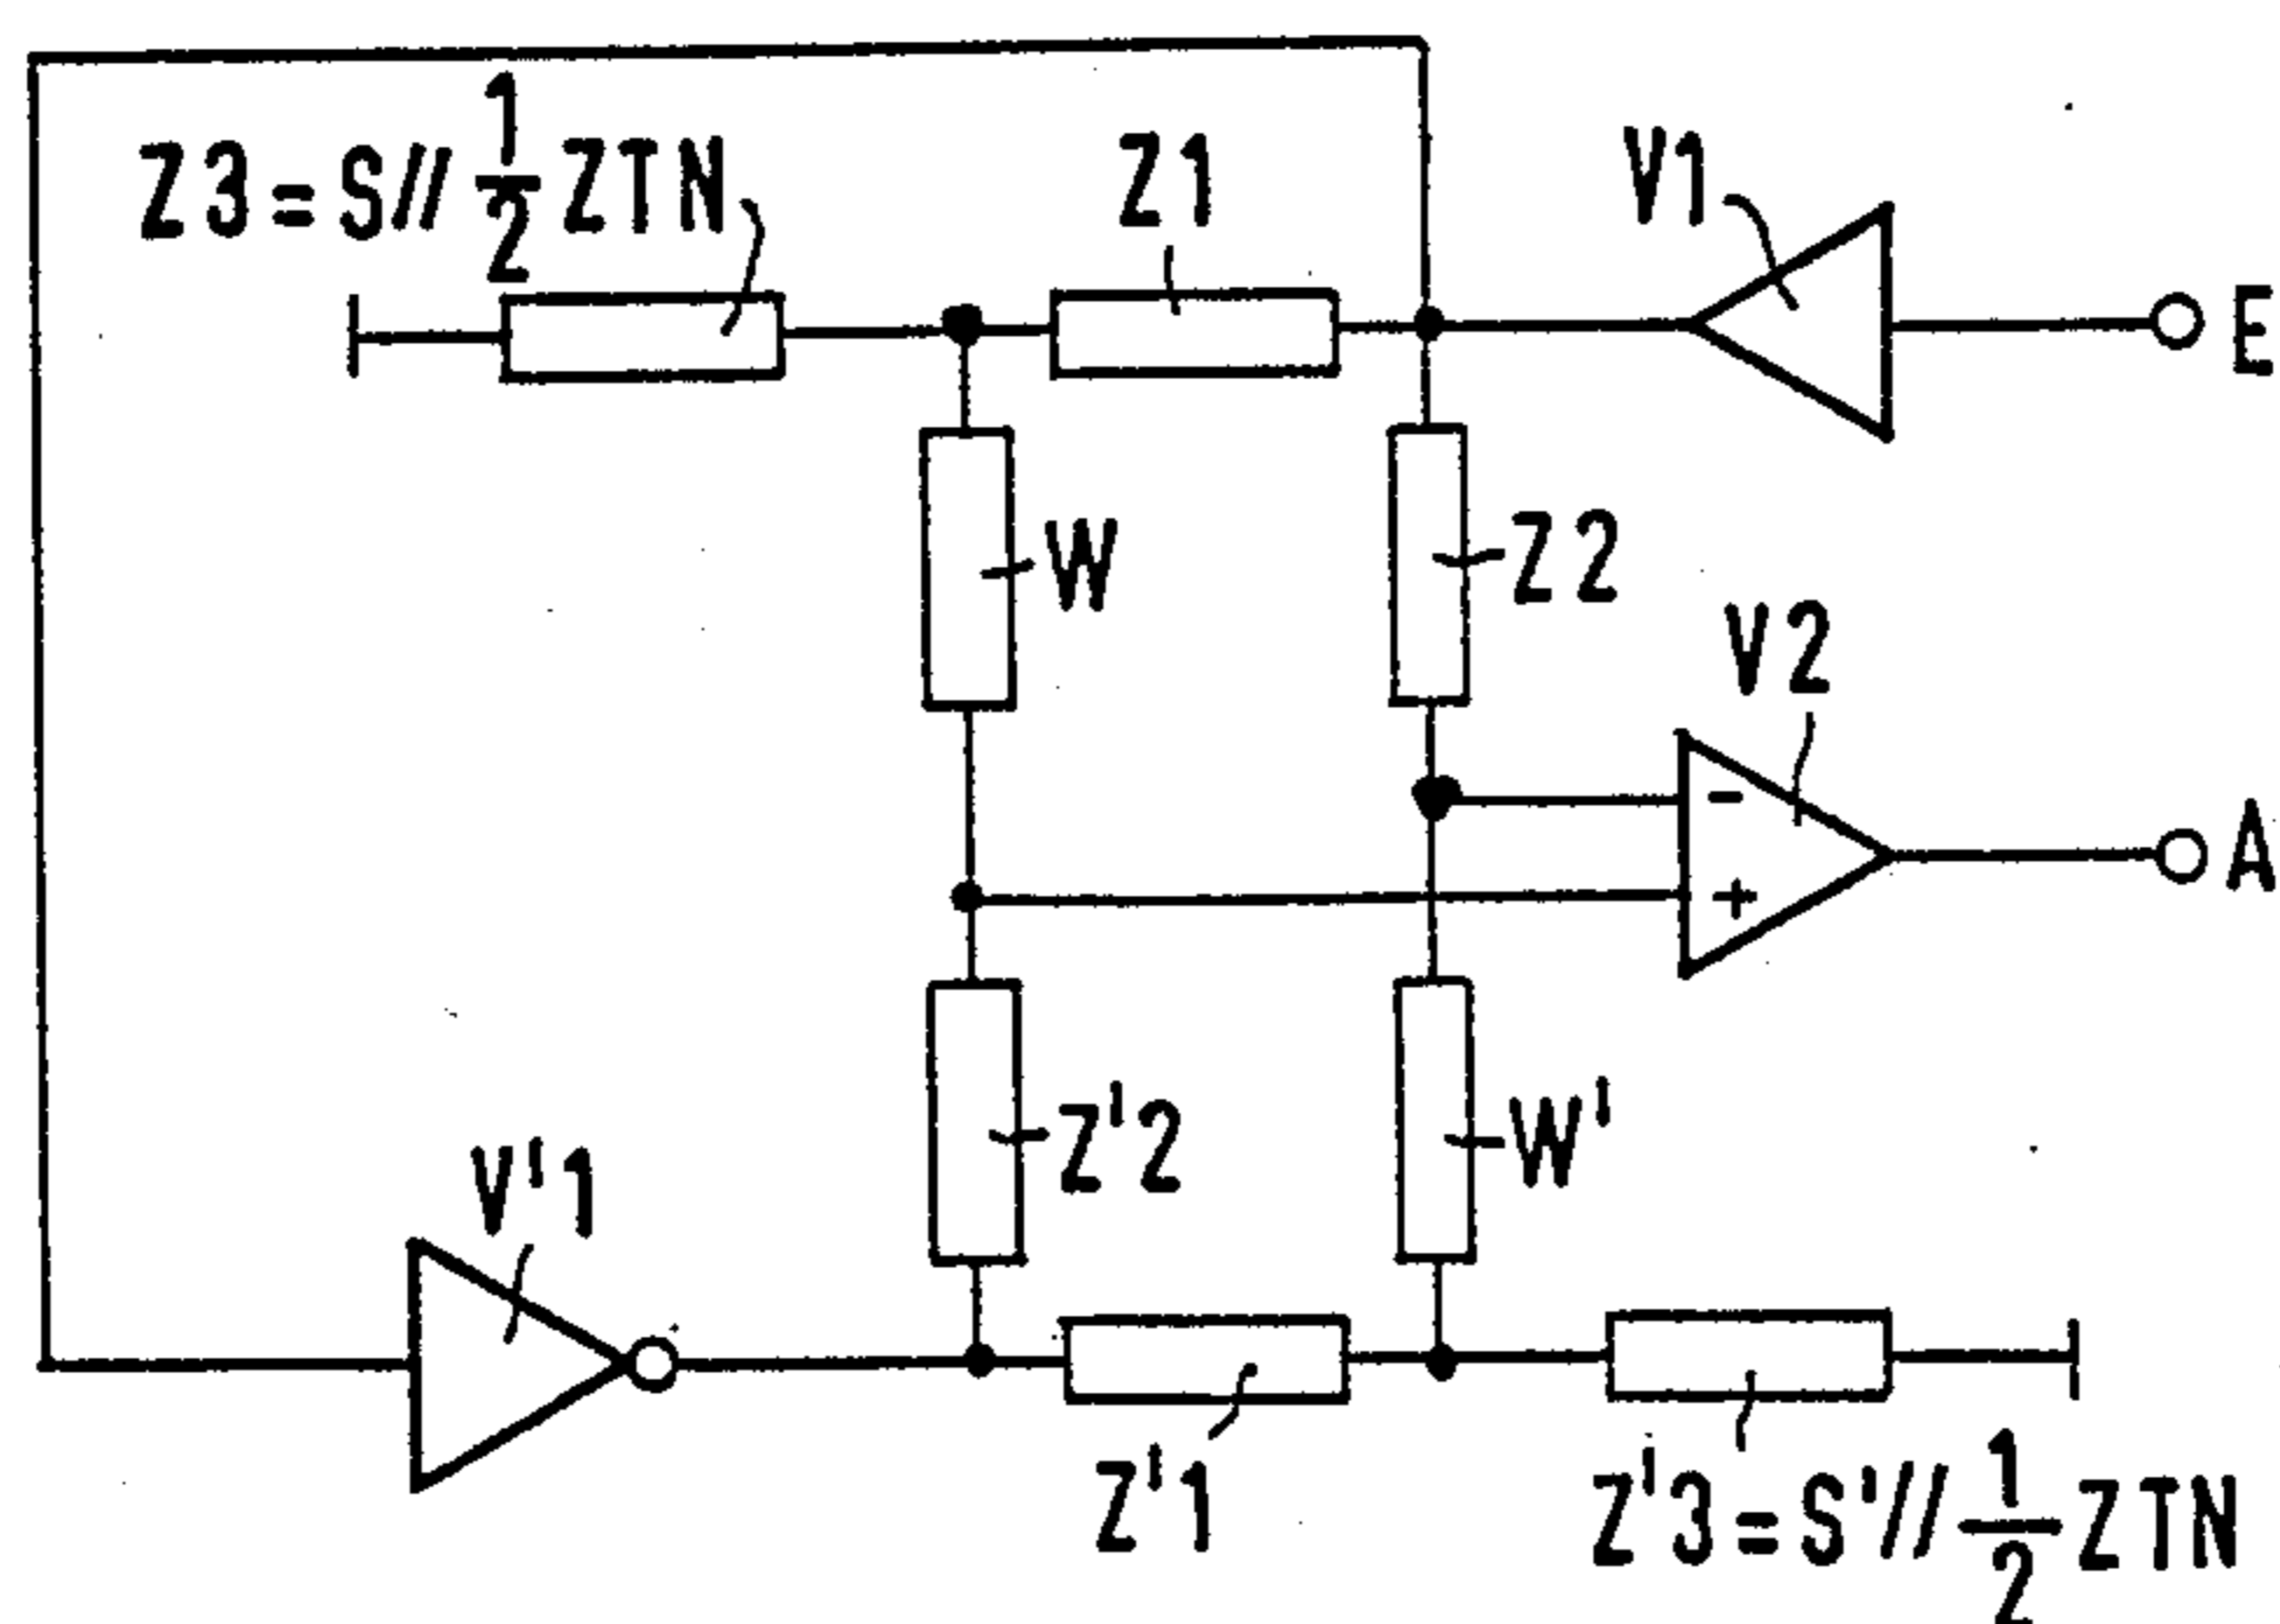 Z3 = S// 1/2 ZTN
Z1
V1
E
W
Z2
V2
-
+
A
Z'2
W'
V'1
Z'1
Z'3 = S'// 1/2 ZTN